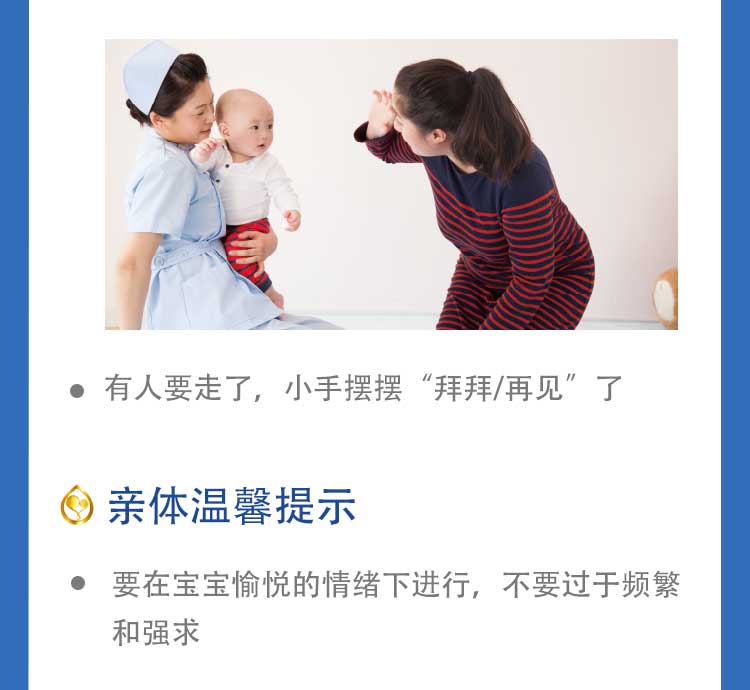 有人要走了，小手摆摆“拜拜/再见”了
亲体温馨提示
要在宝宝愉悦的情绪下进行，不要过于频繁
和强求